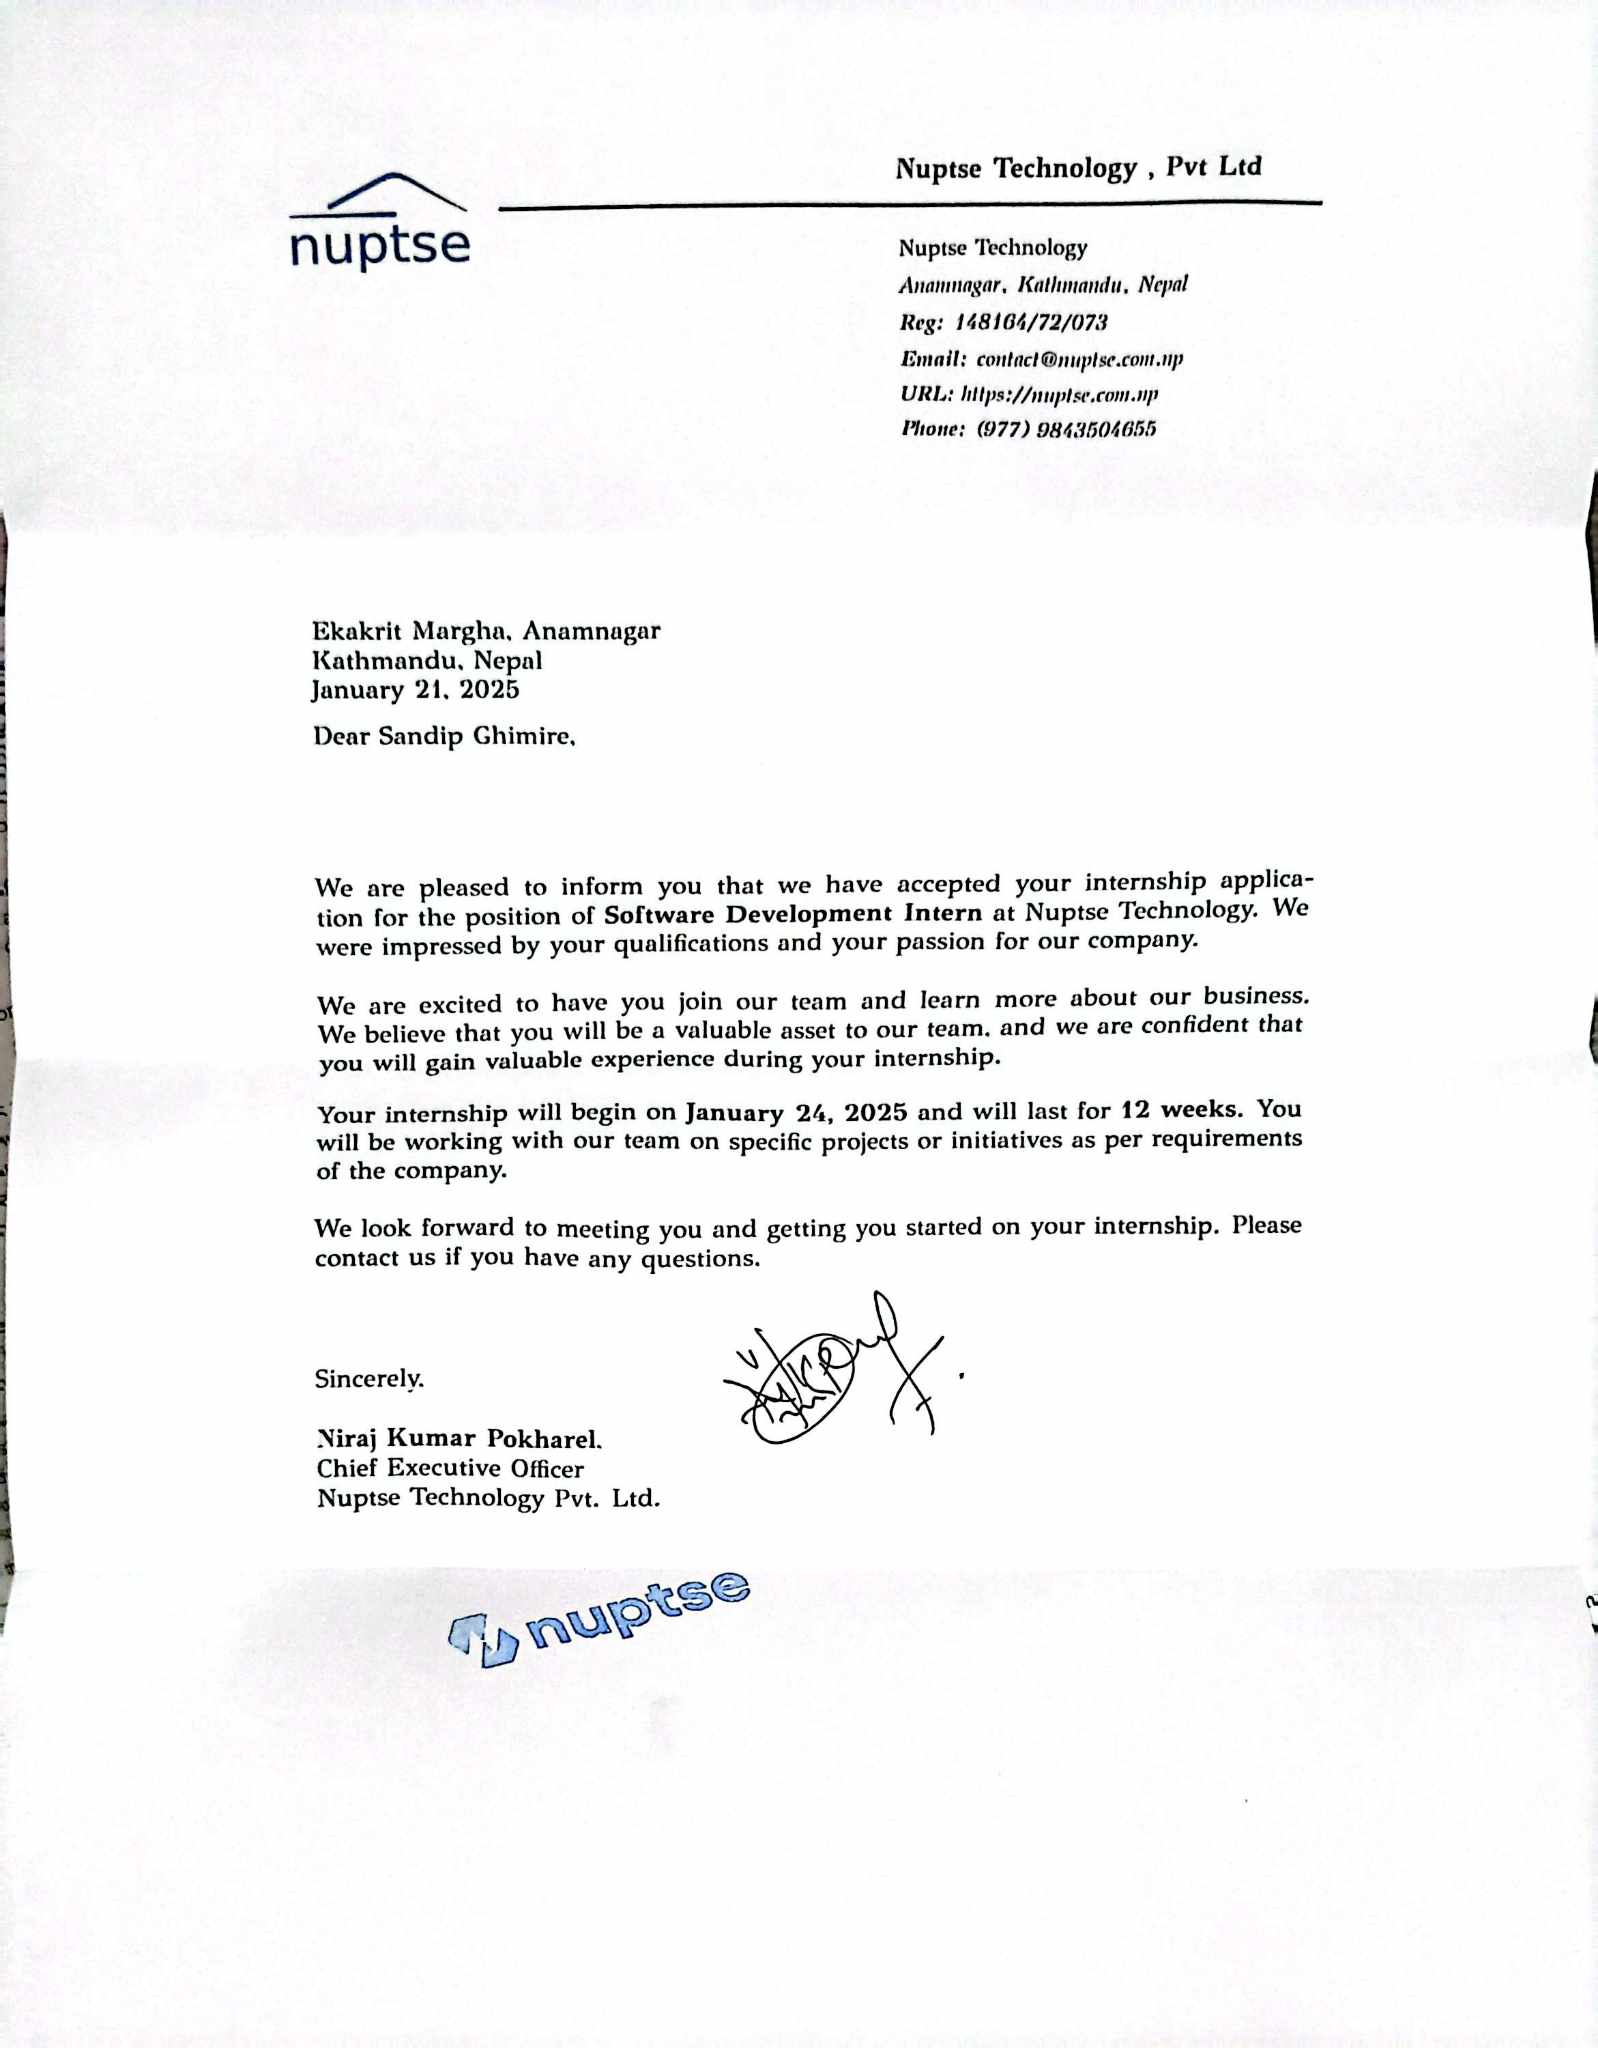 nuptse
Nuptse Technology , Pvt Ltd
Nuptse Technology
Anamnagar, Kathmandu, Nepal
Reg: 148164/72/073
Email: contact@nuptse.com.np
URL: https://nuptse.com.np
Phone: (977) 9843504655
Ekakrit Margha, Anamnagar
Kathmandu, Nepal
January 21, 2025
Dear Sandip Ghimire,
We are pleased to inform you that we have accepted your internship applica-
tion for the position of Software Development Intern at Nuptse Technology. We
were impressed by your qualifications and your passion for our company.
We are excited to have you join our team and learn more about our business.
We believe that you will be a valuable asset to our team, and we are confident that
you will gain valuable experience during your internship.
Your internship will begin on January 24, 2025 and will last for 12 weeks. You
will be working with our team on specific projects or initiatives as per requirements
of the company.
We look forward to meeting you and getting you started on your internship. Please
contact us if you have any questions.
Sincerely,
Niraj Kumar Pokharel,
Chief Executive Officer
Nuptse Technology Pvt. Ltd.
nuptse